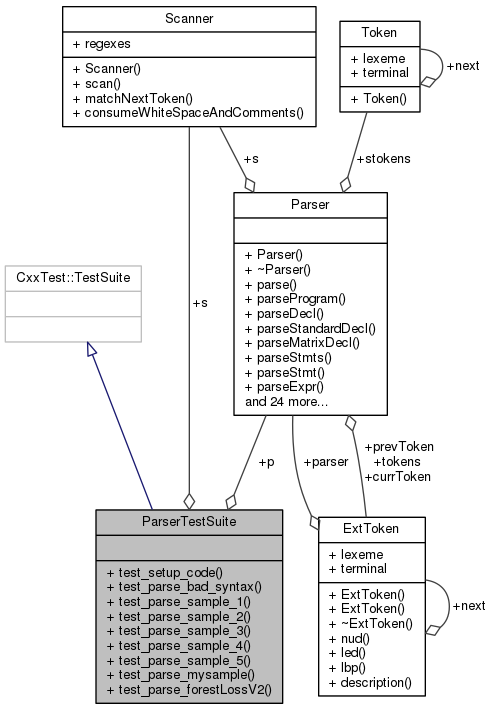 Scanner
+ regexes
+ Scanner()
+ scan()
+ matchNextToken()
+ consumeWhiteSpaceAndComments()
Token
+ lexeme
+ terminal
+ Token()
+next
+s
+stokens
Parser
+ Parser()
+ ~Parser()
+ parse()
+ parseProgram()
+ parseDecl()
+ parseStandardDecl()
+ parseMatrixDecl()
+ parseStmts()
+ parseStmt()
+ parseExpr()
and 24 more...
CxxTest::TestSuite
+s
+p
+parser
+prevToken
+tokens
+currToken
ParserTestSuite
+ test_setup_code()
+ test_parse_bad_syntax()
+ test_parse_sample_1()
+ test_parse_sample_2()
+ test_parse_sample_3()
+ test_parse_sample_4()
+ test_parse_sample_5()
+ test_parse_mysample()
+ test_parse_forestLossV2()
ExtToken
+ lexeme
+ terminal
+ ExtToken()
+ ExtToken()
+ ~ExtToken()
+ nud()
+ led()
+ lbp()
+ description()
+next